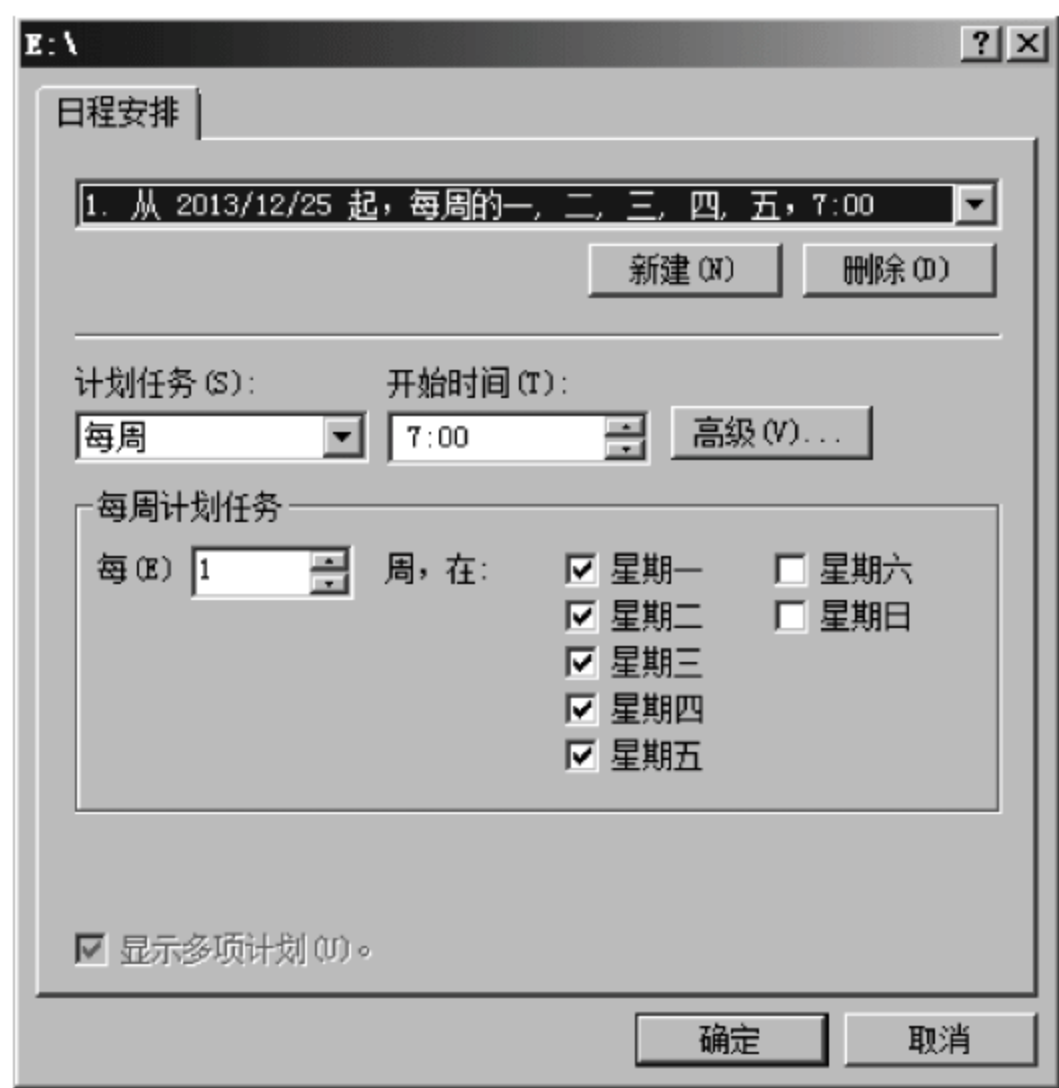 E:\
日程安排
1. 从 2013/12/25 起，每周的一, 二, 三, 四, 五，7:00
新建(N) 删除(D)
计划任务(S): 开始时间(T):
每周 7:00 高级(V)...
每周计划任务
每(E) 1 周，在: 星期一 星期六
星期二 星期日
星期三
星期四
星期五
显示多项计划(U)。
确定 取消